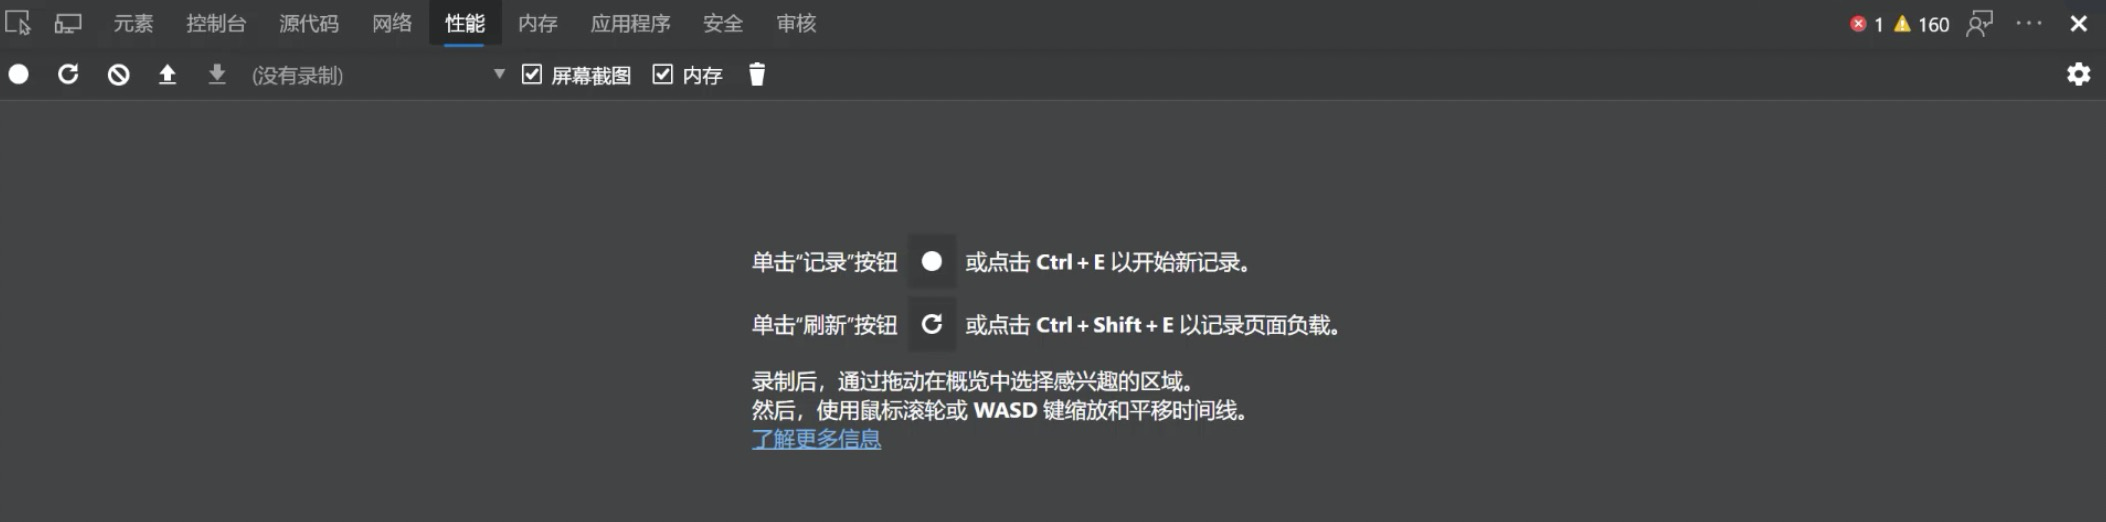 元素 控制台 源代码 网络 性能 内存 应用程序 安全 审核 1 160
(没有录制) 屏幕截图 内存
单击“记录”按钮 或点击 Ctrl + E 以开始新记录。
单击“刷新”按钮 或点击 Ctrl + Shift + E 以记录页面负载。
录制后，通过拖动在概览中选择感兴趣的区域。
然后，使用鼠标滚轮或 WASD 键缩放和平移时间线。
了解更多信息